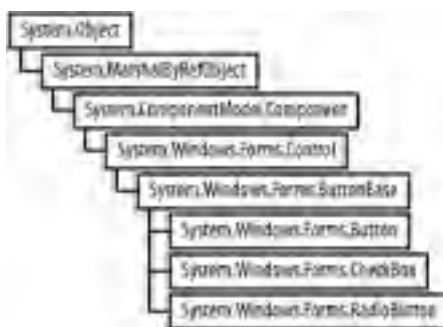 System.Object
System.MarshalByRefObject
System.ComponentModel.Component
System.Windows.Forms.Control
System.Windows.Forms.ButtonBase
System.Windows.Forms.Button
System.Windows.Forms.CheckBox
System.Windows.Forms.RadioButton